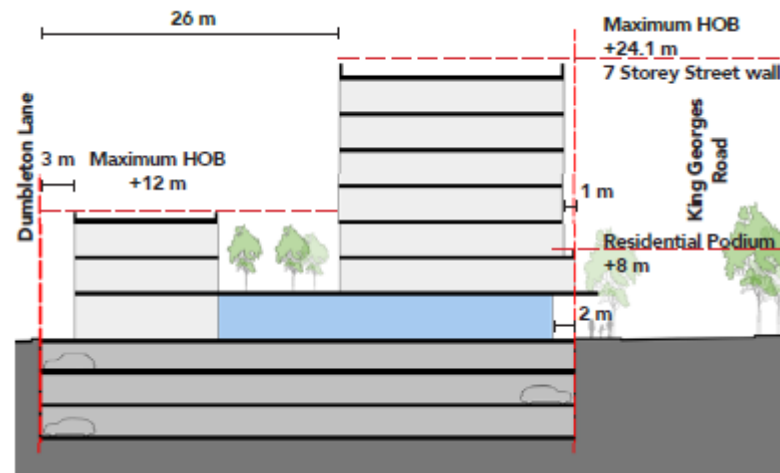 26 m
Maximum HOB
+24.1 m
7 Storey Street wall
King Georges
Road
Dumbleton Lane
3 m
Maximum HOB
+12 m
1 m
Residential Podium
+8 m
2 m